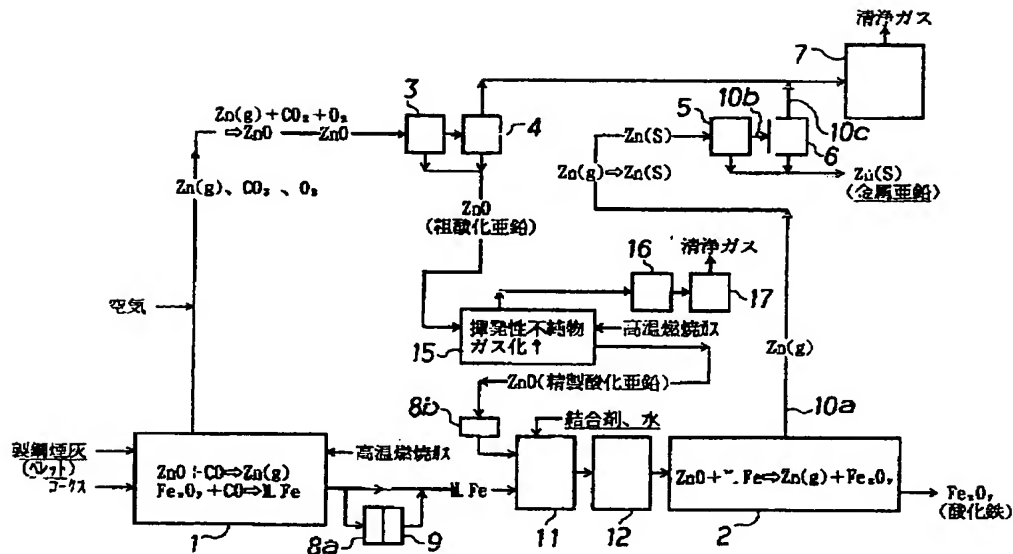 清浄ガス
7
3
4
Zn(g)+CO₂+O₂
⇒ZnO ─ ZnO
5
10b
10c
6
Zn(S)
Zn(g)⇒Zn(S)
Zn(S)
(金属亜鉛)
Zn(g)、CO₂、O₂
ZnO
(粗酸化亜鉛)
清浄ガス
16
17
空気
揮発性不純物
ガス化↑
15
高温燃焼ガス
Zn(g)
ZnO(精製酸化亜鉛)
8b
10a
結合剤、水
製鋼煙灰
(ペレット)
コークス
ZnO+CO⇒Zn(g)
FeₓOᵧ+CO⇒M.Fe
高温燃焼ガス
M.Fe
ZnO+M.Fe⇒Zn(g)+FeₓOᵧ
FeₓOᵧ
(酸化鉄)
1
8a
9
11
12
2